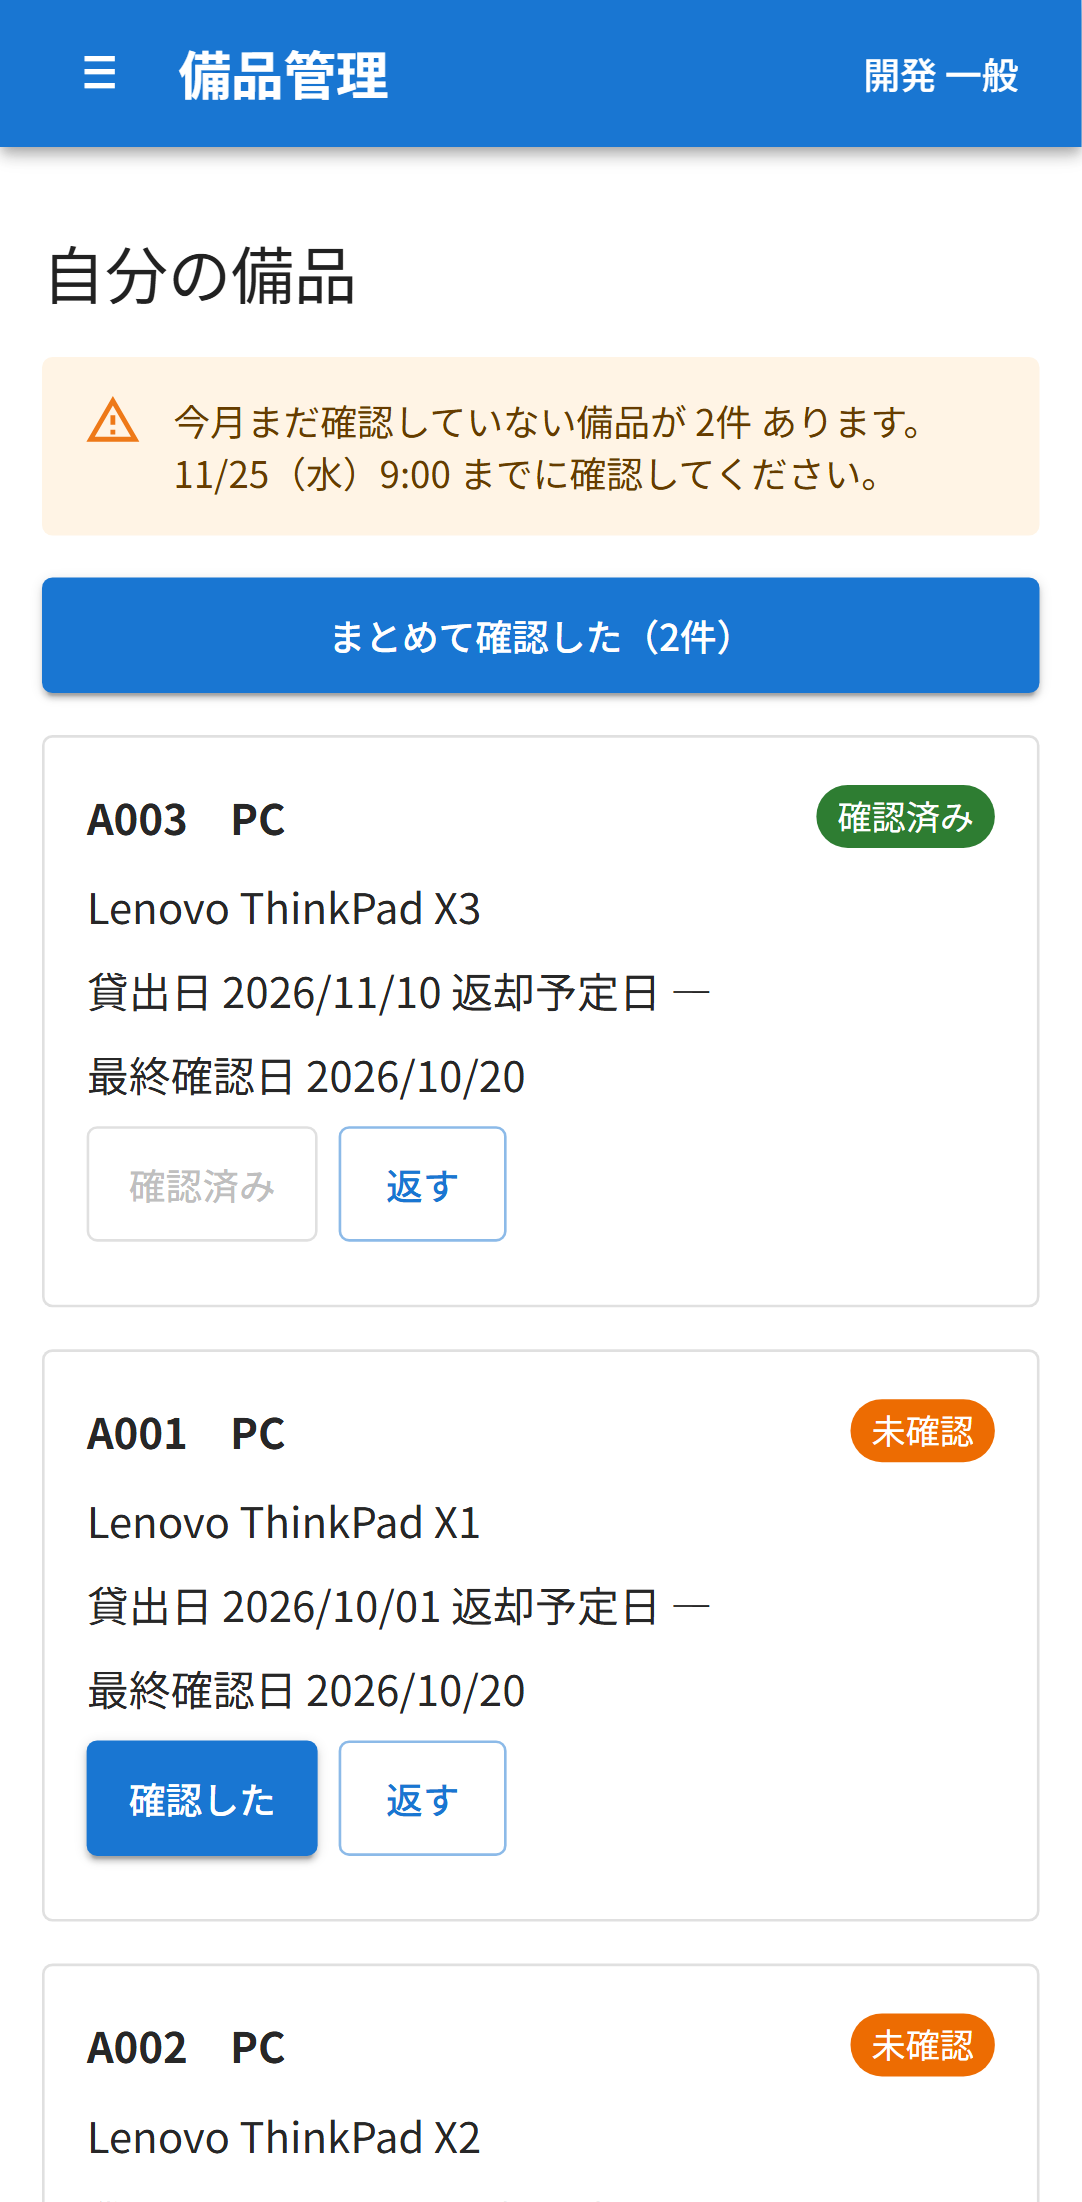 備品管理
開発 一般
自分の備品
今月まだ確認していない備品が 2件 あります。
11/25（水）9:00 までに確認してください。
まとめて確認した（2件）
A003　PC
確認済み
Lenovo ThinkPad X3
貸出日 2026/11/10 返却予定日 —
最終確認日 2026/10/20
確認済み
返す
A001　PC
未確認
Lenovo ThinkPad X1
貸出日 2026/10/01 返却予定日 —
最終確認日 2026/10/20
確認した
返す
A002　PC
未確認
Lenovo ThinkPad X2